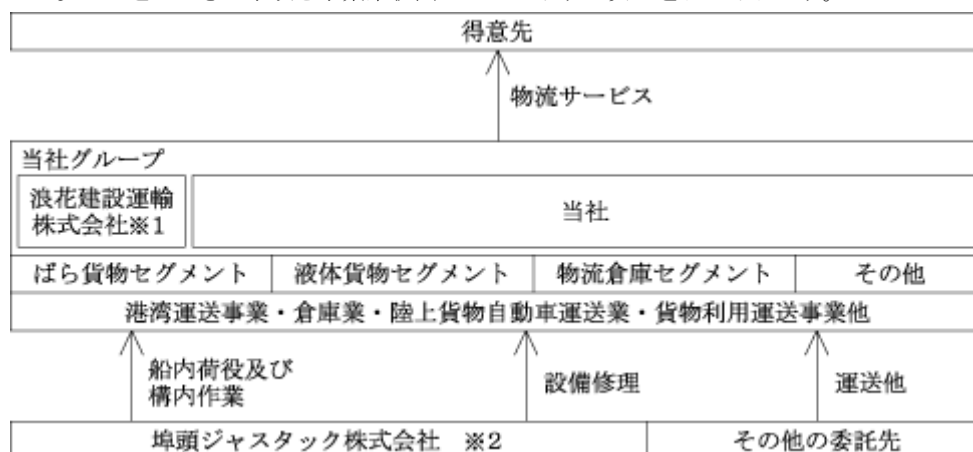 得意先
物流サービス
当社グループ
浪花建設運輸
株式会社※1
当社
ばら貨物セグメント
液体貨物セグメント
物流倉庫セグメント
その他
港湾運送事業・倉庫業・陸上貨物自動車運送業・貨物利用運送事業他
船内荷役及び
構内作業
設備修理
運送他
埠頭ジャスタック株式会社 ※2
その他の委託先